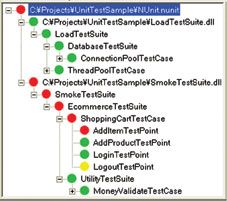 C:\Projects\UnitTestSample\NUnit.nunit
C:\Projects\UnitTestSample\LoadTestSuite.dll
LoadTestSuite
DatabaseTestSuite
ConnectionPoolTestCase
ThreadPoolTestCase
C:\Projects\UnitTestSample\SmokeTestSuite.dll
SmokeTestSuite
EcommerceTestSuite
ShoppingCartTestCase
AddItemTestPoint
AddProductTestPoint
LoginTestPoint
LogoutTestPoint
UtilityTestSuite
MoneyValidateTestCase